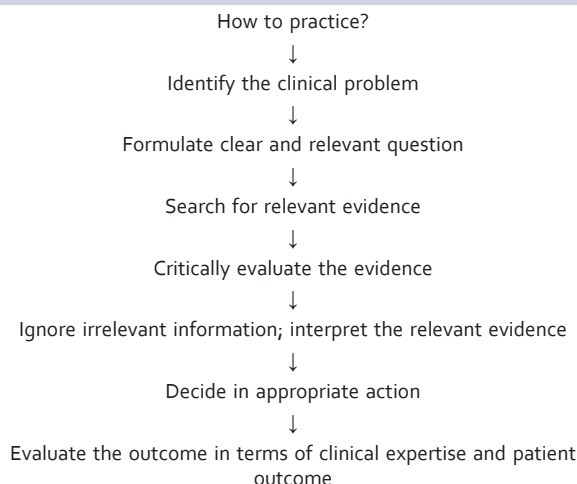 How to practice?
↓
Identify the clinical problem
↓
Formulate clear and relevant question
↓
Search for relevant evidence
↓
Critically evaluate the evidence
↓
Ignore irrelevant information; interpret the relevant evidence
↓
Decide in appropriate action
↓
Evaluate the outcome in terms of clinical expertise and patient
outcome